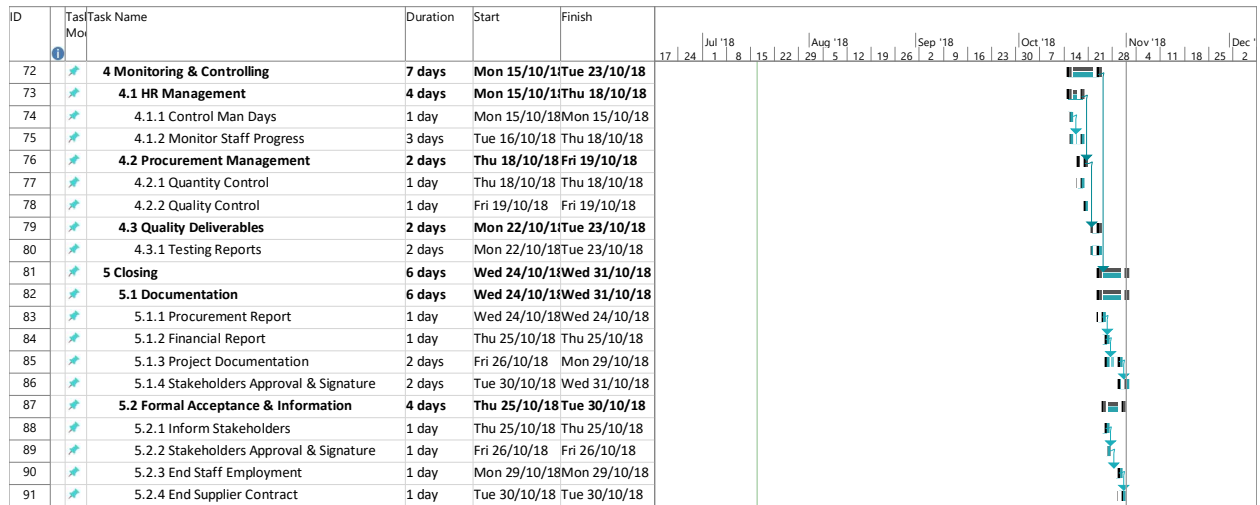 ID Tasl Task Name Duration Start Finish
Mo
Jul '18 Aug '18 Sep '18 Oct '18 Nov '18 Dec '
17 24 1 8 15 22 29 5 12 19 26 2 9 16 23 30 7 14 21 28 4 11 18 25 2
72 4 Monitoring & Controlling 7 days Mon 15/10/18 Tue 23/10/18
73 4.1 HR Management 4 days Mon 15/10/18 Thu 18/10/18
74 4.1.1 Control Man Days 1 day Mon 15/10/18 Mon 15/10/18
75 4.1.2 Monitor Staff Progress 3 days Tue 16/10/18 Thu 18/10/18
76 4.2 Procurement Management 2 days Thu 18/10/18 Fri 19/10/18
77 4.2.1 Quantity Control 1 day Thu 18/10/18 Thu 18/10/18
78 4.2.2 Quality Control 1 day Fri 19/10/18 Fri 19/10/18
79 4.3 Quality Deliverables 2 days Mon 22/10/18 Tue 23/10/18
80 4.3.1 Testing Reports 2 days Mon 22/10/18 Tue 23/10/18
81 5 Closing 6 days Wed 24/10/18 Wed 31/10/18
82 5.1 Documentation 6 days Wed 24/10/18 Wed 31/10/18
83 5.1.1 Procurement Report 1 day Wed 24/10/18 Wed 24/10/18
84 5.1.2 Financial Report 1 day Thu 25/10/18 Thu 25/10/18
85 5.1.3 Project Documentation 2 days Fri 26/10/18 Mon 29/10/18
86 5.1.4 Stakeholders Approval & Signature 2 days Tue 30/10/18 Wed 31/10/18
87 5.2 Formal Acceptance & Information 4 days Thu 25/10/18 Tue 30/10/18
88 5.2.1 Inform Stakeholders 1 day Thu 25/10/18 Thu 25/10/18
89 5.2.2 Stakeholders Approval & Signature 1 day Fri 26/10/18 Fri 26/10/18
90 5.2.3 End Staff Employment 1 day Mon 29/10/18 Mon 29/10/18
91 5.2.4 End Supplier Contract 1 day Tue 30/10/18 Tue 30/10/18